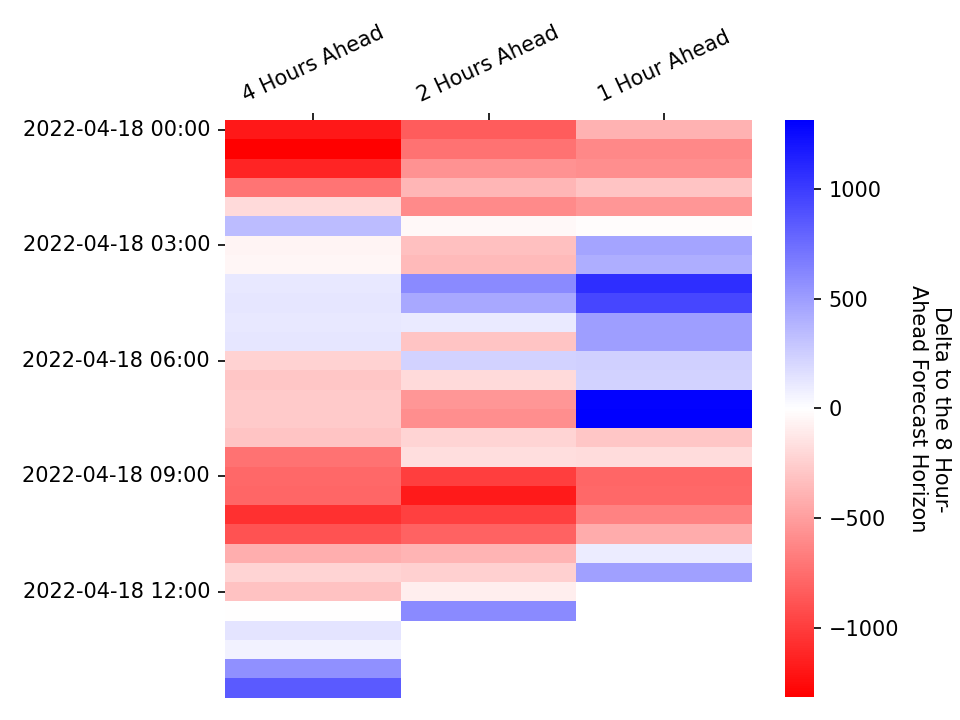 4 Hours Ahead
2 Hours Ahead
1 Hour Ahead
2022-04-18 00:00
2022-04-18 03:00
2022-04-18 06:00
2022-04-18 09:00
2022-04-18 12:00
1000
500
0
−500
−1000
Delta to the 8 Hour-
Ahead Forecast Horizon